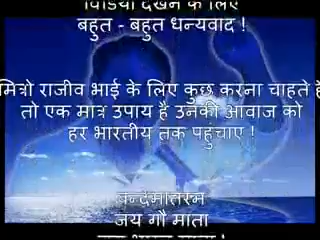 विडियो देखने के लिए
बहुत - बहुत धन्यवाद !
मित्रो राजीव भाई के लिए कुछ करना चाहते है
तो एक मात्र उपाय है उनकी आवाज को
हर भारतीय तक पहुंचाए !
वन्देमातरम
जय गौ माता